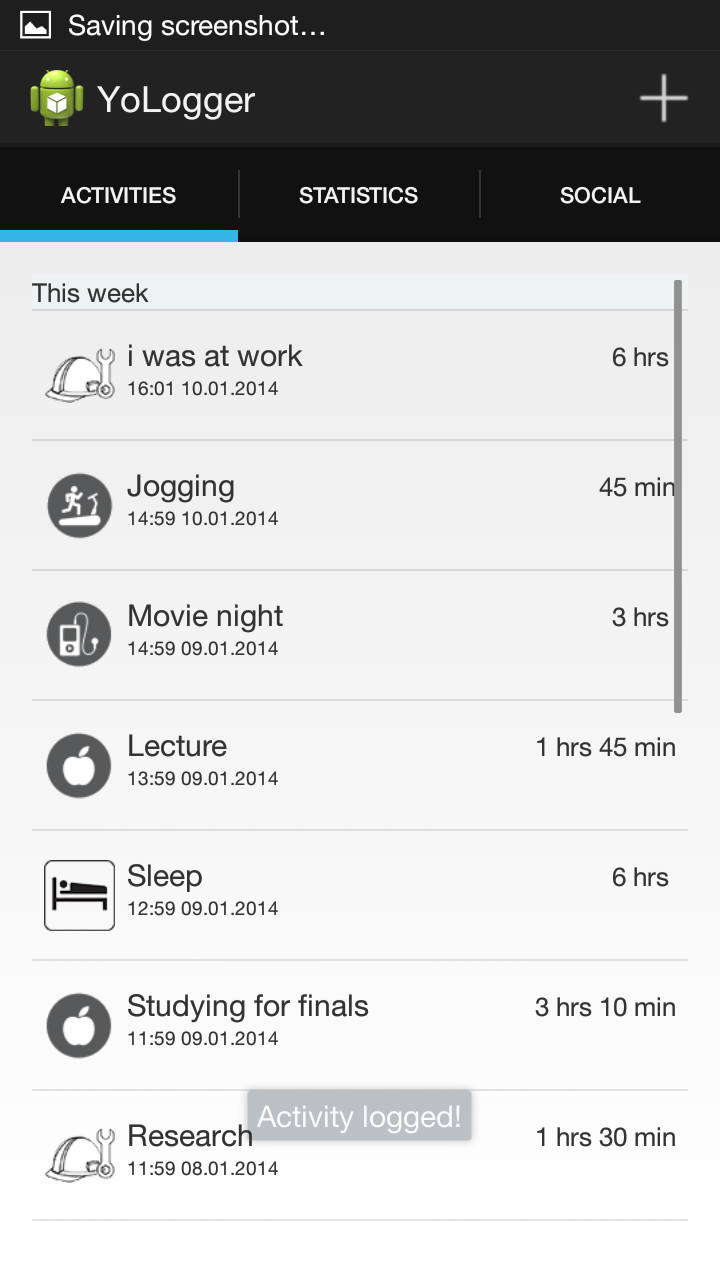 Saving screenshot...
YoLogger
ACTIVITIES STATISTICS SOCIAL
This week
i was at work 6 hrs
16:01 10.01.2014
Jogging 45 min
14:59 10.01.2014
Movie night 3 hrs
14:59 09.01.2014
Lecture 1 hrs 45 min
13:59 09.01.2014
Sleep 6 hrs
12:59 09.01.2014
Studying for finals 3 hrs 10 min
11:59 09.01.2014
Activity logged!
Research 1 hrs 30 min
11:59 08.01.2014